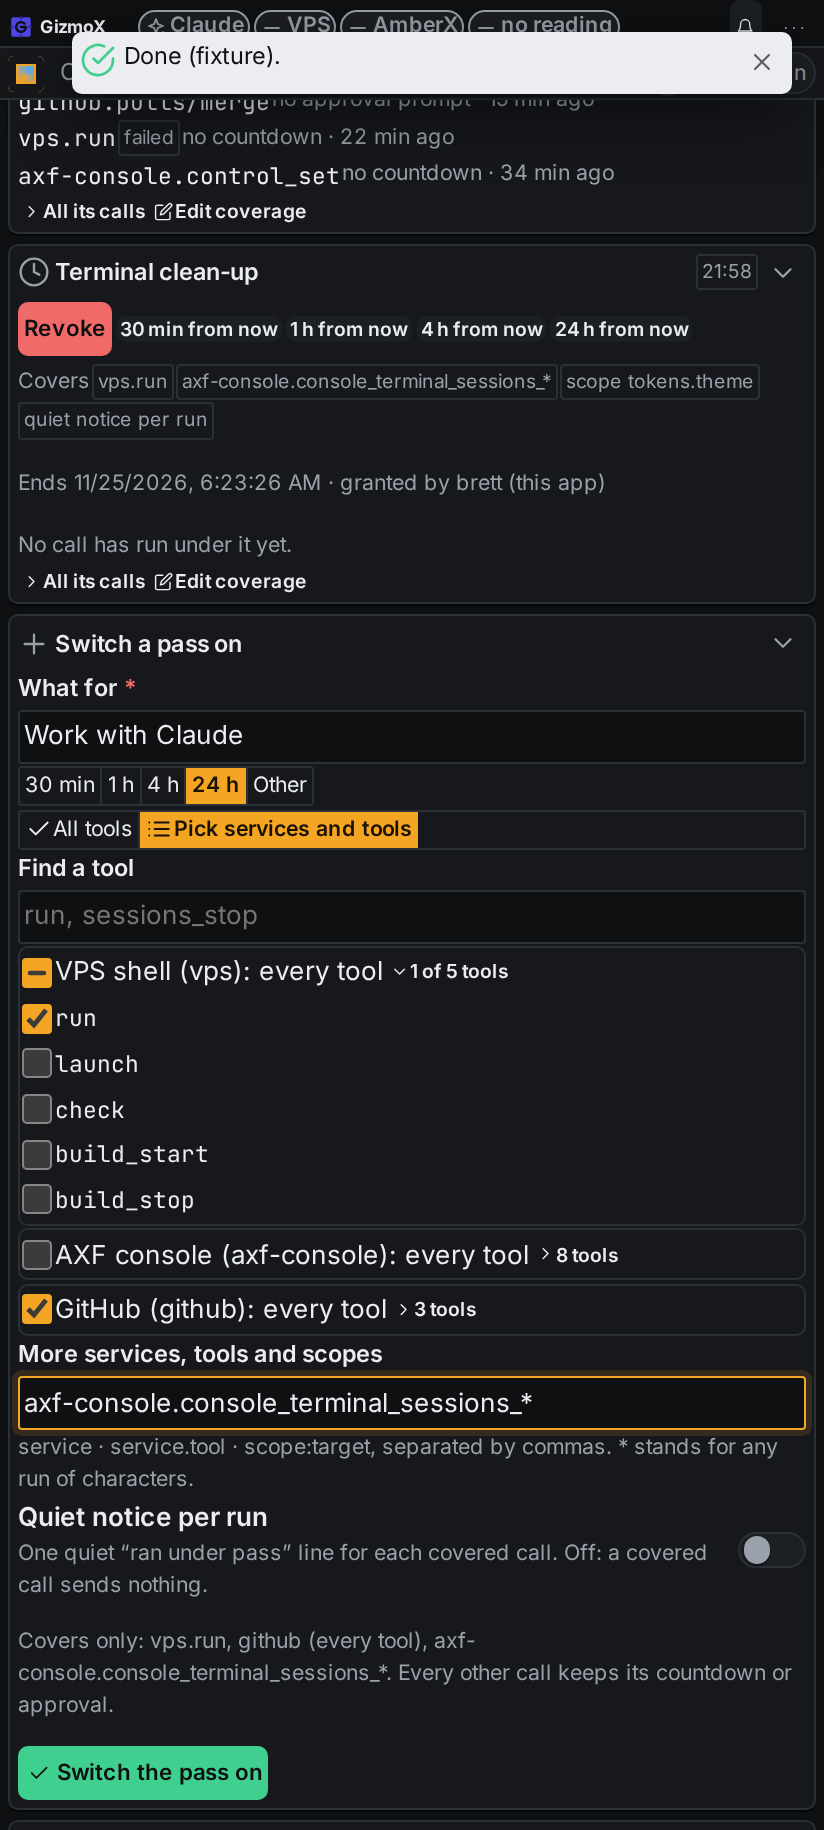 GizmoX Claude VPS AmberX no reading
Done (fixture).
github.pulls/merge no approval prompt · 15 min ago
vps.run failed no countdown · 22 min ago
axf-console.control_set no countdown · 34 min ago
All its calls Edit coverage
Terminal clean-up 21:58
Revoke 30 min from now 1 h from now 4 h from now 24 h from now
Covers vps.run axf-console.console_terminal_sessions_* scope tokens.theme
quiet notice per run
Ends 11/25/2026, 6:23:26 AM · granted by brett (this app)
No call has run under it yet.
All its calls Edit coverage
Switch a pass on
What for *
Work with Claude
30 min 1 h 4 h 24 h Other
All tools Pick services and tools
Find a tool
run, sessions_stop
VPS shell (vps): every tool 1 of 5 tools
run
launch
check
build_start
build_stop
AXF console (axf-console): every tool 8 tools
GitHub (github): every tool 3 tools
More services, tools and scopes
axf-console.console_terminal_sessions_*
service · service.tool · scope:target, separated by commas. * stands for any
run of characters.
Quiet notice per run
One quiet “ran under pass” line for each covered call. Off: a covered
call sends nothing.
Covers only: vps.run, github (every tool), axf-
console.console_terminal_sessions_*. Every other call keeps its countdown or
approval.
Switch the pass on